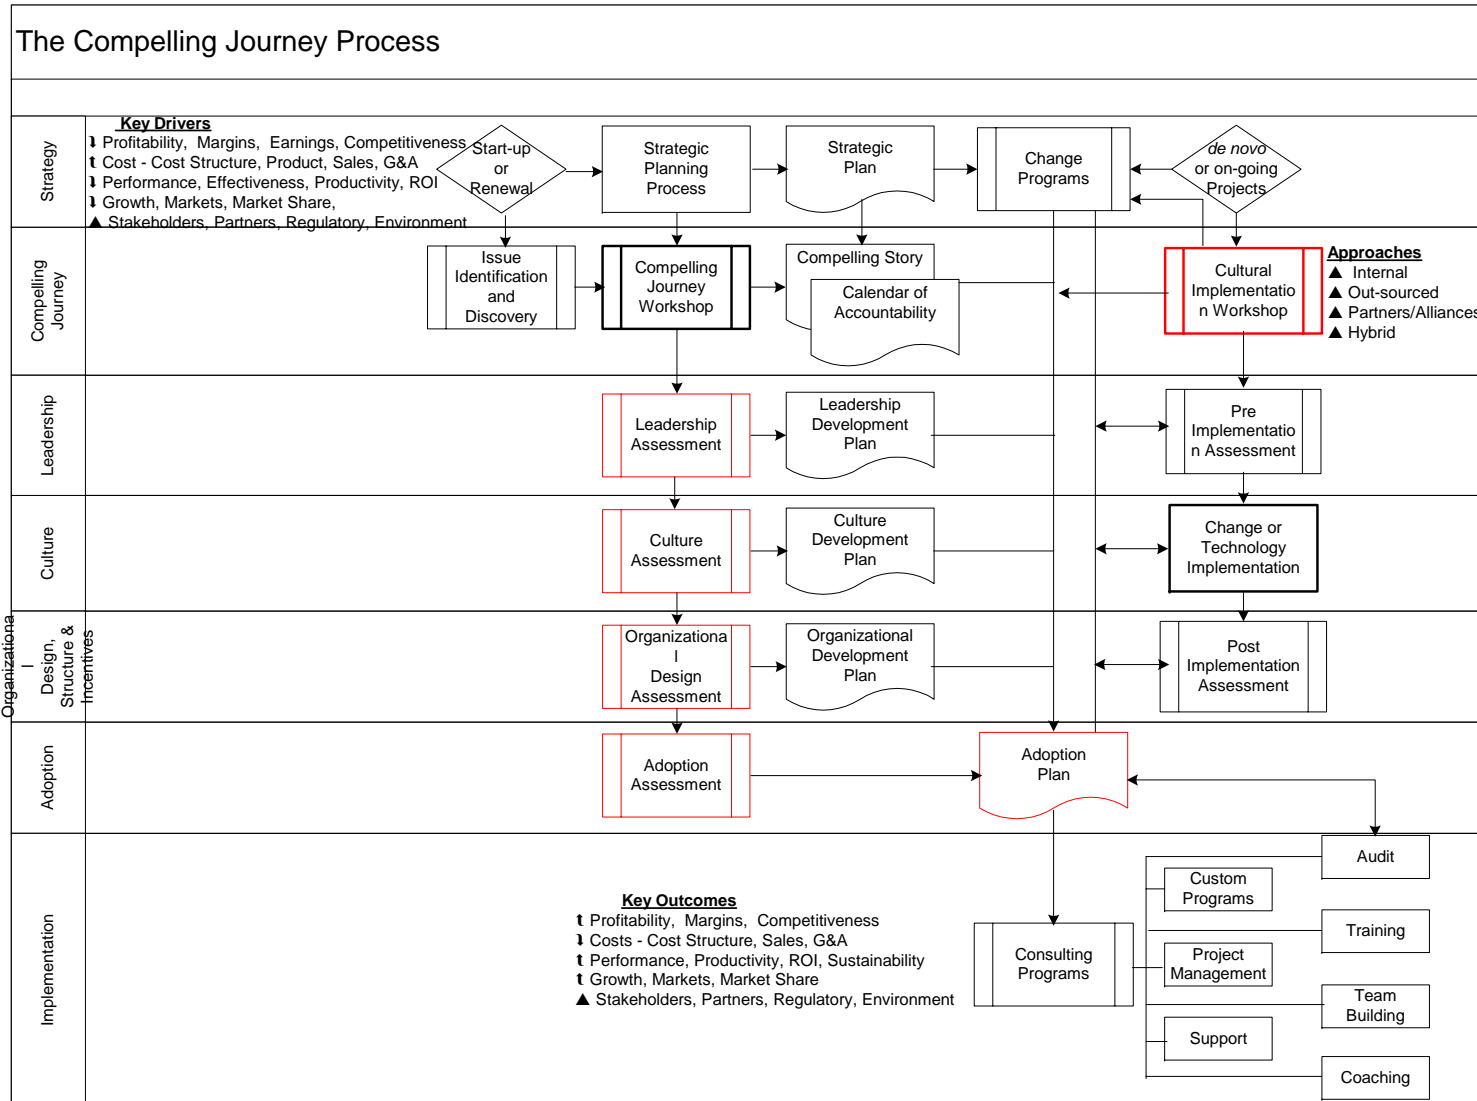 The Compelling Journey Process
Strategy
Key Drivers
⮯ Profitability, Margins, Earnings, Competitiveness
⮭ Cost - Cost Structure, Product, Sales, G&A
⮯ Performance, Effectiveness, Productivity, ROI
⮯ Growth, Markets, Market Share,
▲ Stakeholders, Partners, Regulatory, Environment
Start-up
or
Renewal
Strategic
Planning
Process
Strategic
Plan
Change
Programs
de novo
or on-going
Projects
Compelling
Journey
Issue
Identification
and
Discovery
Compelling
Journey
Workshop
Compelling Story
Calendar of
Accountability
Cultural
Implementatio
n Workshop
Approaches
▲ Internal
▲ Out-sourced
▲ Partners/Alliances
▲ Hybrid
Leadership
Leadership
Assessment
Leadership
Development
Plan
Pre
Implementatio
n Assessment
Culture
Culture
Assessment
Culture
Development
Plan
Change or
Technology
Implementation
Organizationa
l
Design,
Structure &
Incentives
Organizationa
l
Design
Assessment
Organizational
Development
Plan
Post
Implementation
Assessment
Adoption
Adoption
Assessment
Adoption
Plan
Implementation
Key Outcomes
⮭ Profitability, Margins, Competitiveness
⮯ Costs - Cost Structure, Sales, G&A
⮭ Performance, Productivity, ROI, Sustainability
⮭ Growth, Markets, Market Share
▲ Stakeholders, Partners, Regulatory, Environment
Consulting
Programs
Audit
Custom
Programs
Training
Project
Management
Team
Building
Support
Coaching